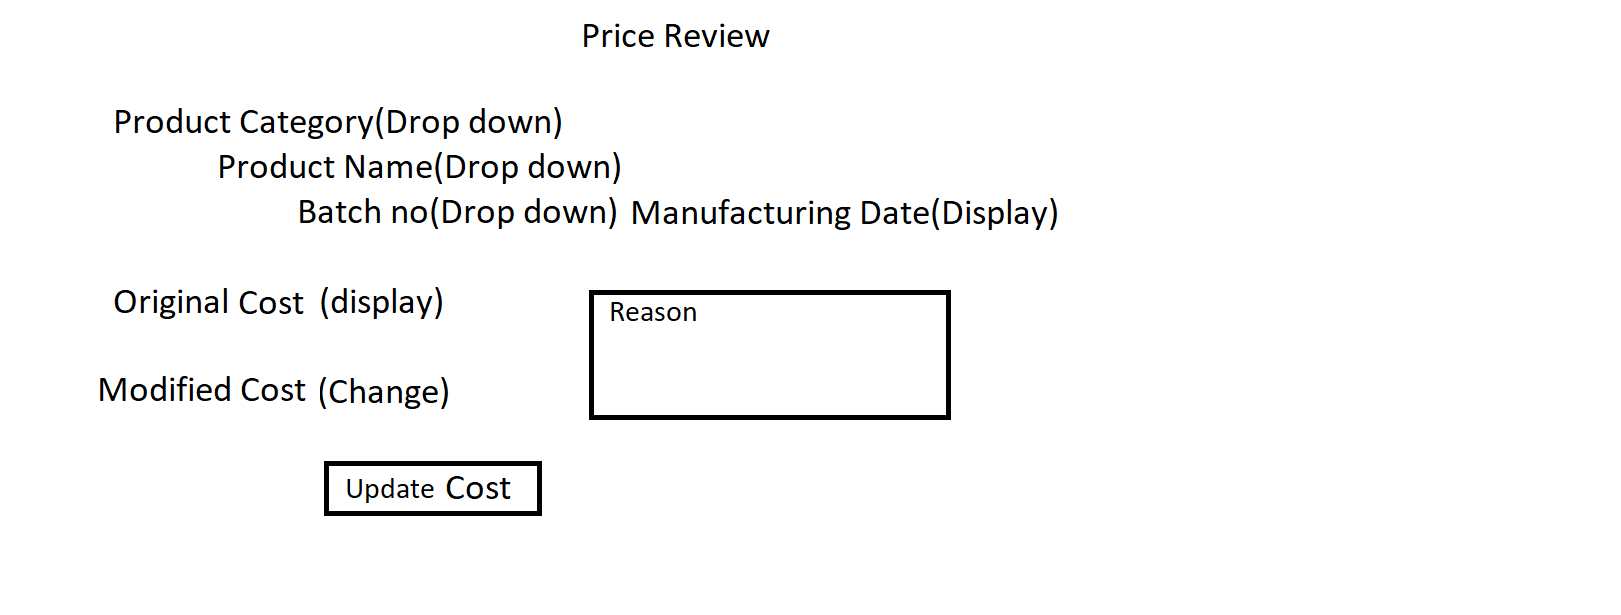 Price Review
Product Category(Drop down)
Product Name(Drop down)
Batch no(Drop down) Manufacturing Date(Display)
Original Cost (display)
Reason
Modified Cost (Change)
Update Cost